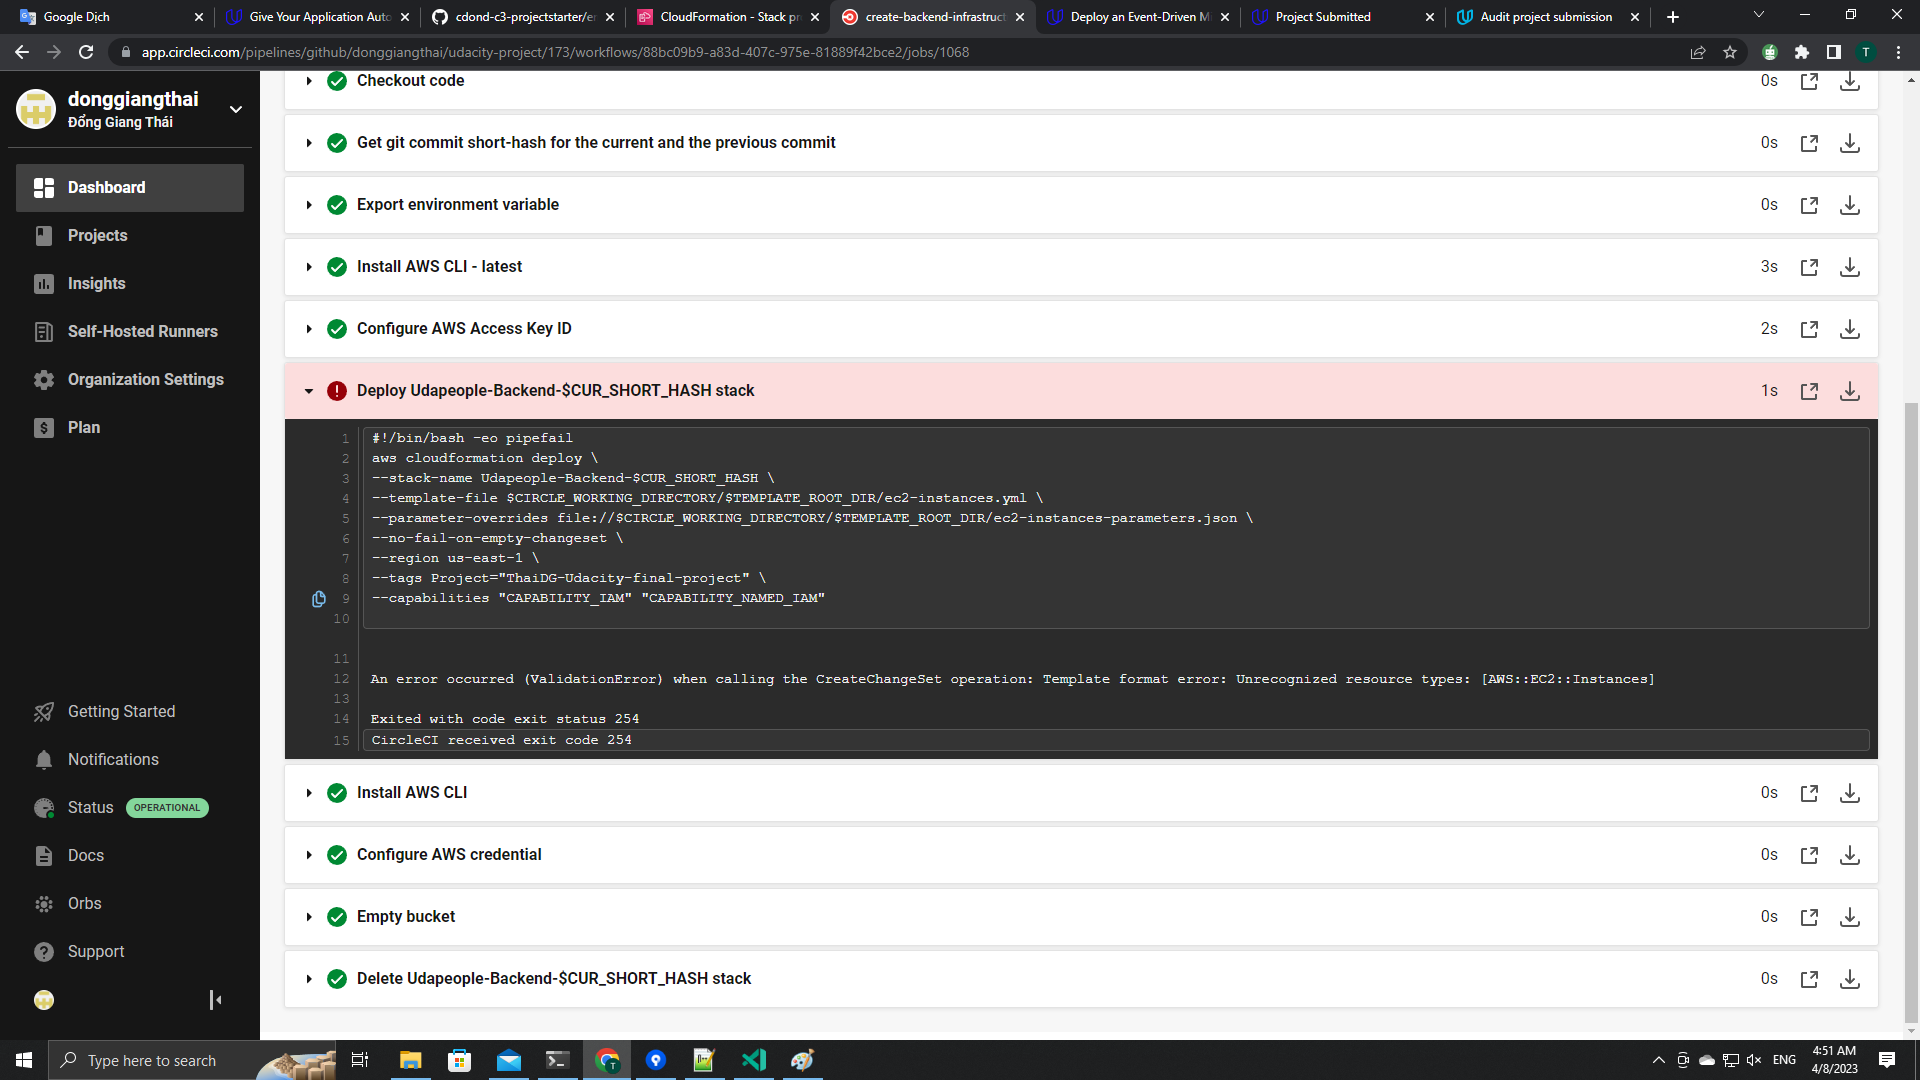 Google Dịch
Give Your Application Auto
cdond-c3-projectstarter/er
CloudFormation - Stack pr
create-backend-infrastruct
Deploy an Event-Driven Mi
Project Submitted
Audit project submission
app.circleci.com/pipelines/github/donggiangthai/udacity-project/173/workflows/88bc09b9-a83d-407c-975e-81889f42bce2/jobs/1068
T
donggiangthai
Đống Giang Thái
Dashboard
Projects
Insights
Self-Hosted Runners
Organization Settings
Plan
Getting Started
Notifications
Status OPERATIONAL
Docs
Orbs
Support
Checkout code 0s
Get git commit short-hash for the current and the previous commit 0s
Export environment variable 0s
Install AWS CLI - latest 3s
Configure AWS Access Key ID 2s
Deploy Udapeople-Backend-$CUR_SHORT_HASH stack 1s
1 #!/bin/bash -eo pipefail
2 aws cloudformation deploy \
3 --stack-name Udapeople-Backend-$CUR_SHORT_HASH \
4 --template-file $CIRCLE_WORKING_DIRECTORY/$TEMPLATE_ROOT_DIR/ec2-instances.yml \
5 --parameter-overrides file://$CIRCLE_WORKING_DIRECTORY/$TEMPLATE_ROOT_DIR/ec2-instances-parameters.json \
6 --no-fail-on-empty-changeset \
7 --region us-east-1 \
8 --tags Project="ThaiDG-Udacity-final-project" \
9 --capabilities "CAPABILITY_IAM" "CAPABILITY_NAMED_IAM"
10
11
12 An error occurred (ValidationError) when calling the CreateChangeSet operation: Template format error: Unrecognized resource types: [AWS::EC2::Instances]
13
14 Exited with code exit status 254
15 CircleCI received exit code 254
Install AWS CLI 0s
Configure AWS credential 0s
Empty bucket 0s
Delete Udapeople-Backend-$CUR_SHORT_HASH stack 0s
Type here to search
ENG
4:51 AM
4/8/2023